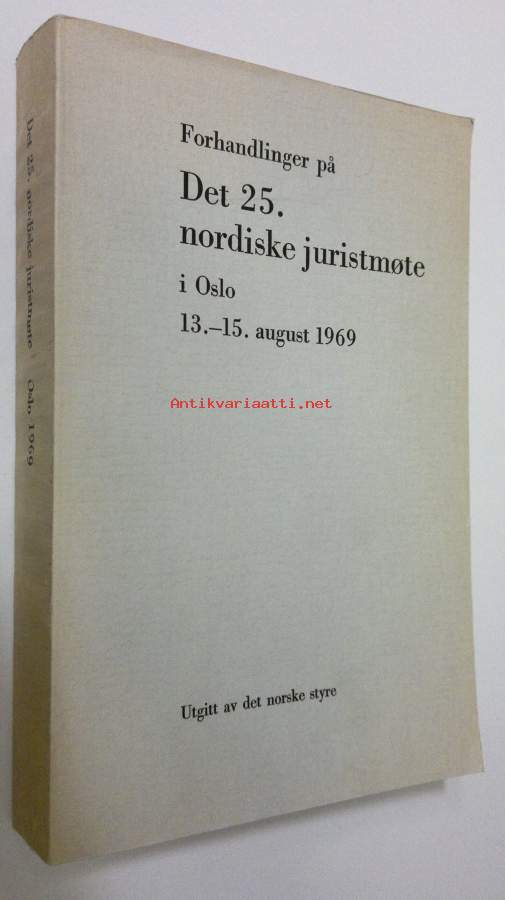 Forhandlinger på
Det 25.
nordiske juristmøte
i Oslo
13.–15. august 1969
Antikvariaatti.net
Utgitt av det norske styre
Det 25. nordiske juristmøte Oslo 1969